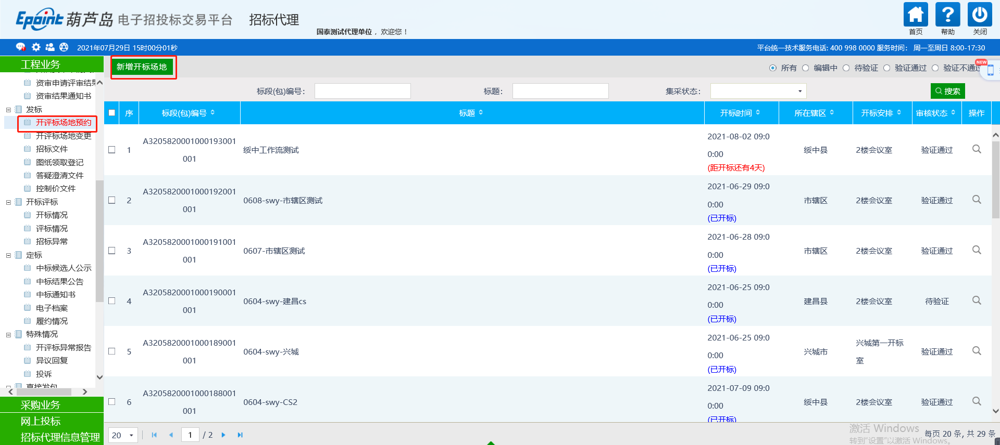 Epoint 葫芦岛 电子招投标交易平台 招标代理
国泰测试代理单位 ，欢迎您！
首页 帮助 关闭
2021年07月29日 15时00分01秒
平台统一技术服务电话: 400 998 0000 服务时间： 周一至周日 8:00-17:30
工程业务
资审申请评审结果
资审结果通知书
发标
开评标场地预约
开评标场地变更
招标文件
图纸领取登记
答疑澄清文件
控制价文件
开标评标
开标情况
评标情况
招标异常
定标
中标候选人公示
中标结果公告
中标通知书
电子档案
履约情况
特殊情况
开评标异常报告
异议回复
投诉
直接发包
采购业务
网上投标
招标代理信息管理
新增开标场地
所有 编辑中 待验证 验证通过 验证不通过
NEW
标段(包)编号： 标题： 集采状态： 搜索
序 标段(包)编号 标题 开标时间 所在辖区 开标安排 审核状态 操作
1 A3205820001000193001
001 绥中工作流测试 2021-08-02 09:0
0:00
(距开标还有4天) 绥中县 2楼会议室 验证通过
2 A3205820001000192001
001 0608-swy-市辖区测试 2021-06-29 09:0
0:00
(已开标) 市辖区 2楼会议室 验证通过
3 A3205820001000191001
001 0607-市辖区测试 2021-06-28 09:0
0:00
(已开标) 市辖区 2楼会议室 验证通过
4 A3205820001000190001
001 0604-swy-建昌cs 2021-06-25 09:0
0:00
(已开标) 建昌县 2楼会议室 待验证
5 A3205820001000189001
001 0604-swy-兴城 2021-06-25 09:0
0:00
(已开标) 兴城市 兴城第一开标
室 验证通过
6 A3205820001000188001
001 0604-swy-CS2 2021-07-09 09:0
0:00
(已开标) 绥中县 2楼会议室 验证通过
20 1 / 2
每页 20 条, 共 29 条
激活 Windows
转到"设置"以激活 Windows。